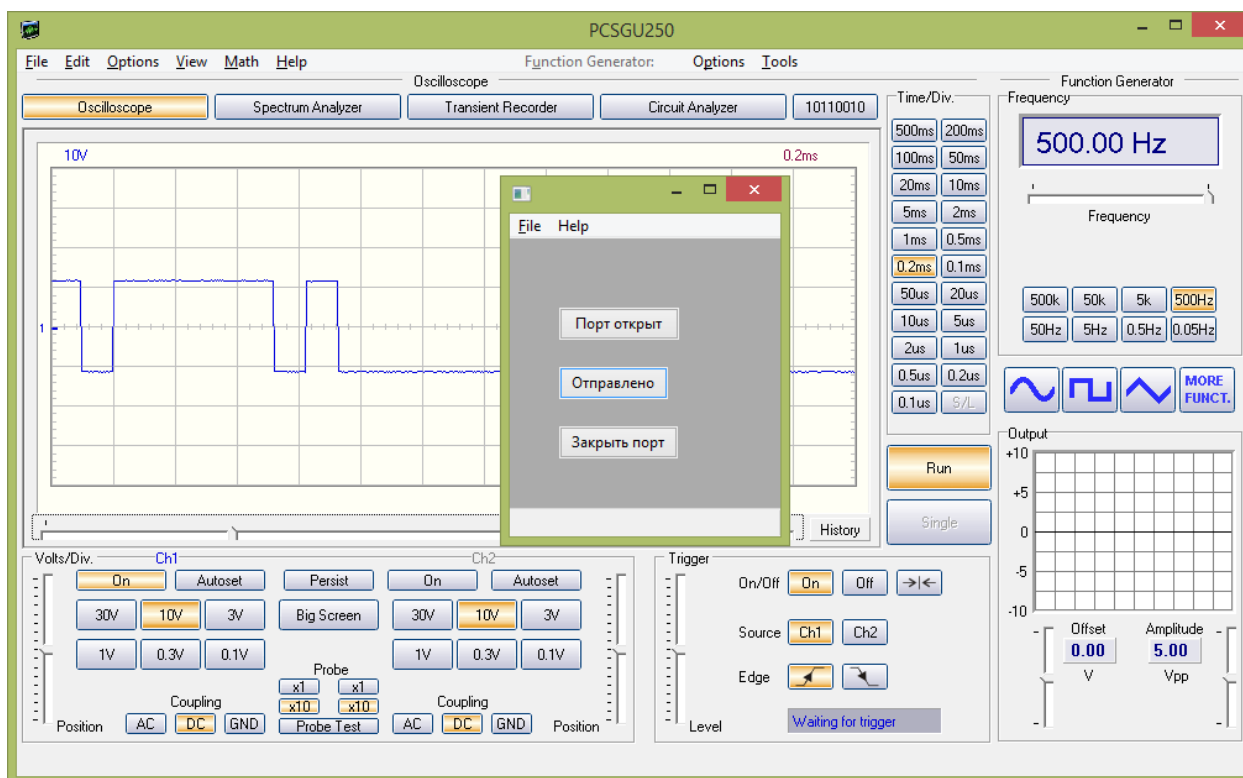 PCSGU250
File Edit Options View Math Help Function Generator: Options Tools
Oscilloscope
Oscilloscope Spectrum Analyzer Transient Recorder Circuit Analyzer 10110010
10V 0.2ms
1
File Help
Порт открыт
Отправлено
Закрыть порт
History
Time/Div.
500ms 200ms
100ms 50ms
20ms 10ms
5ms 2ms
1ms 0.5ms
0.2ms 0.1ms
50us 20us
10us 5us
2us 1us
0.5us 0.2us
0.1us S/L
Run
Single
Function Generator
Frequency
500.00 Hz
Frequency
500k 50k 5k 500Hz
50Hz 5Hz 0.5Hz 0.05Hz
MORE
FUNCT.
Output
+10
+5
0
-5
-10
Offset Amplitude
0.00 5.00
V Vpp
Volts/Div. Ch1 Ch2
On Autoset Persist On Autoset
30V 10V 3V Big Screen 30V 10V 3V
1V 0.3V 0.1V 1V 0.3V 0.1V
Probe
x1 x1
Coupling x10 x10 Coupling
Position AC DC GND Probe Test AC DC GND Position
Trigger
On/Off On Off
Source Ch1 Ch2
Edge
Level Waiting for trigger